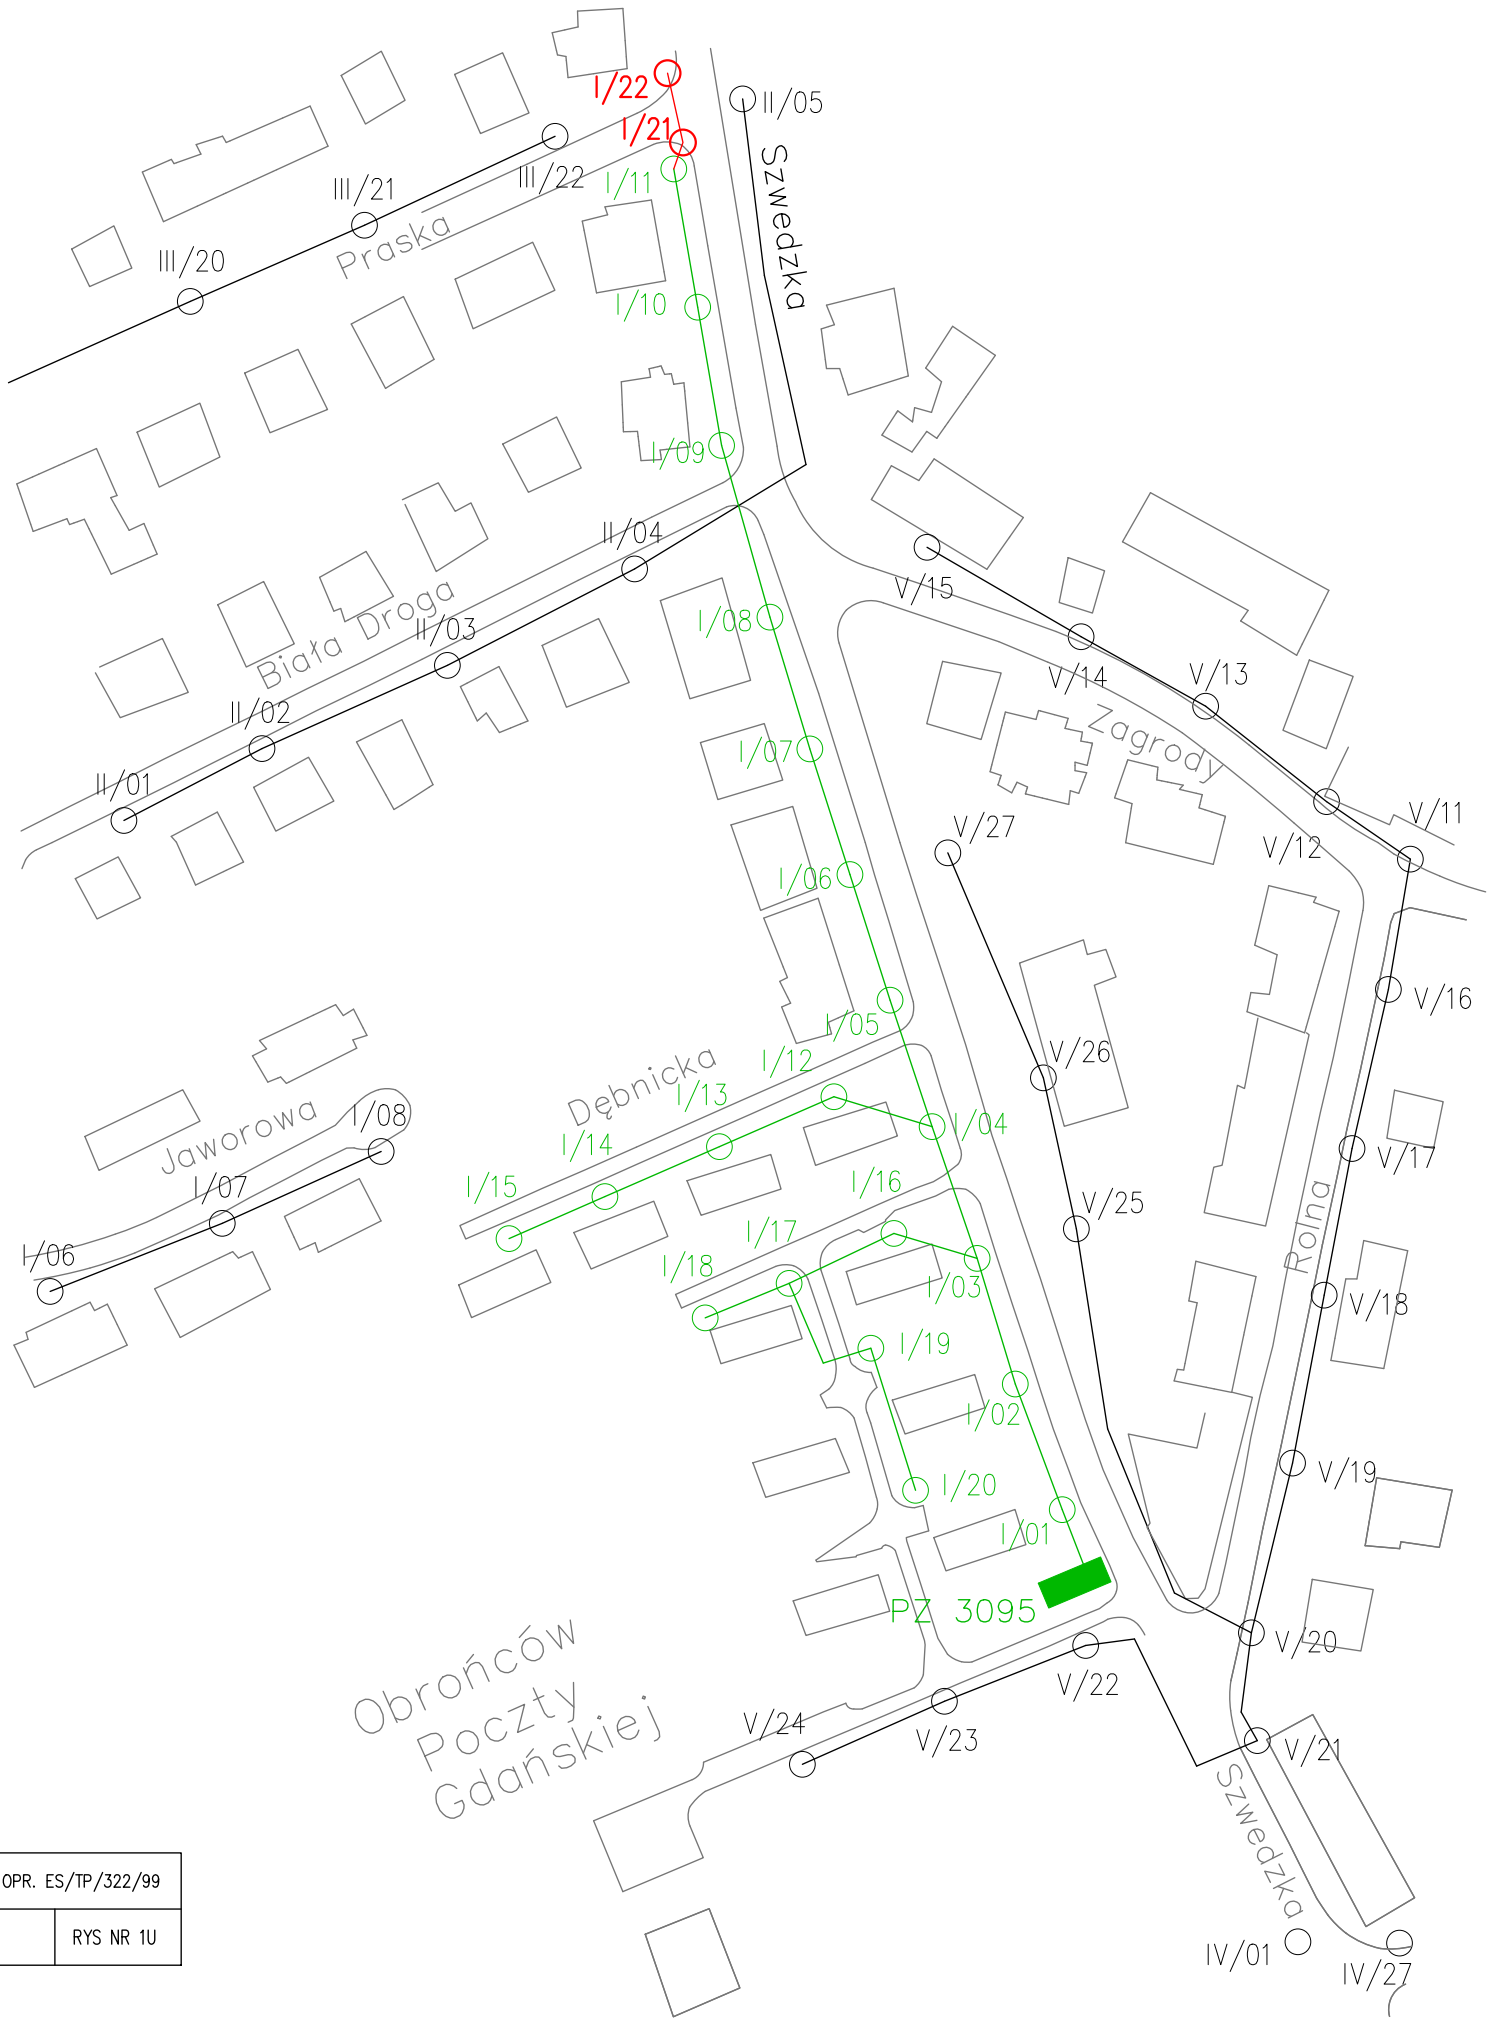 I/22
II/05
I/21
Szwedzka
III/22
I/11
III/21
Praska
III/20
I/10
I/09
II/04
V/15
Biała Droga
II/03
I/08
V/14
V/13
Zagrody
II/02
I/07
II/01
V/27
V/12
V/11
I/06
V/16
I/05
V/26
Dębnicka
I/12
I/13
I/14
I/04
Jaworowa
I/08
V/17
I/15
I/16
I/07
V/25
Rolna
I/17
I/06
I/18
I/03
V/18
I/19
I/02
V/19
I/20
I/01
PZ 3095
V/20
Obrońców
Poczty
Gdańskiej
V/22
V/24
V/23
V/21
Szwedzka
OPR. ES/TP/322/99
RYS NR 1U
IV/01
IV/27